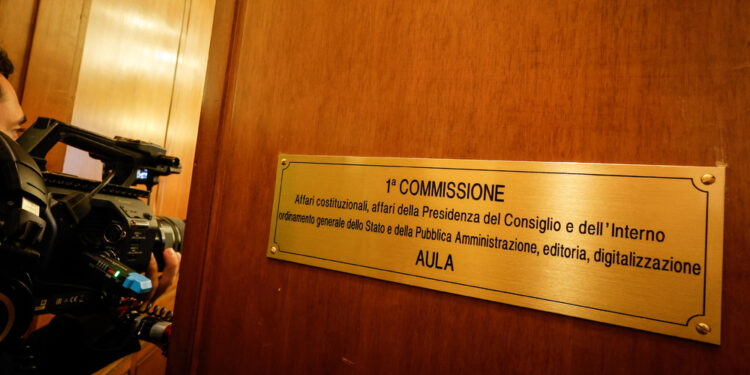 1ª COMMISSIONE
Affari costituzionali, affari della Presidenza del Consiglio e dell'Interno
ordinamento generale dello Stato e della Pubblica Amministrazione, editoria, digitalizzazione
AULA